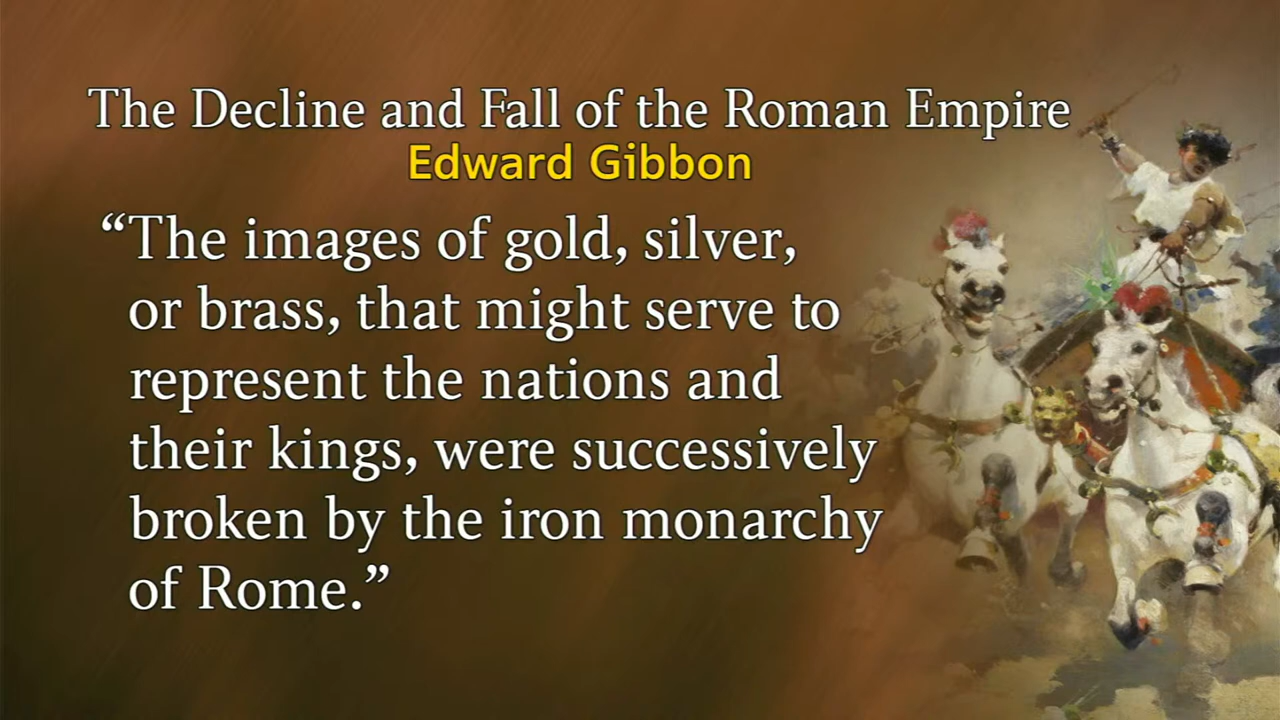 The Decline and Fall of the Roman Empire
Edward Gibbon
“The images of gold, silver,
or brass, that might serve to
represent the nations and
their kings, were successively
broken by the iron monarchy
of Rome.”